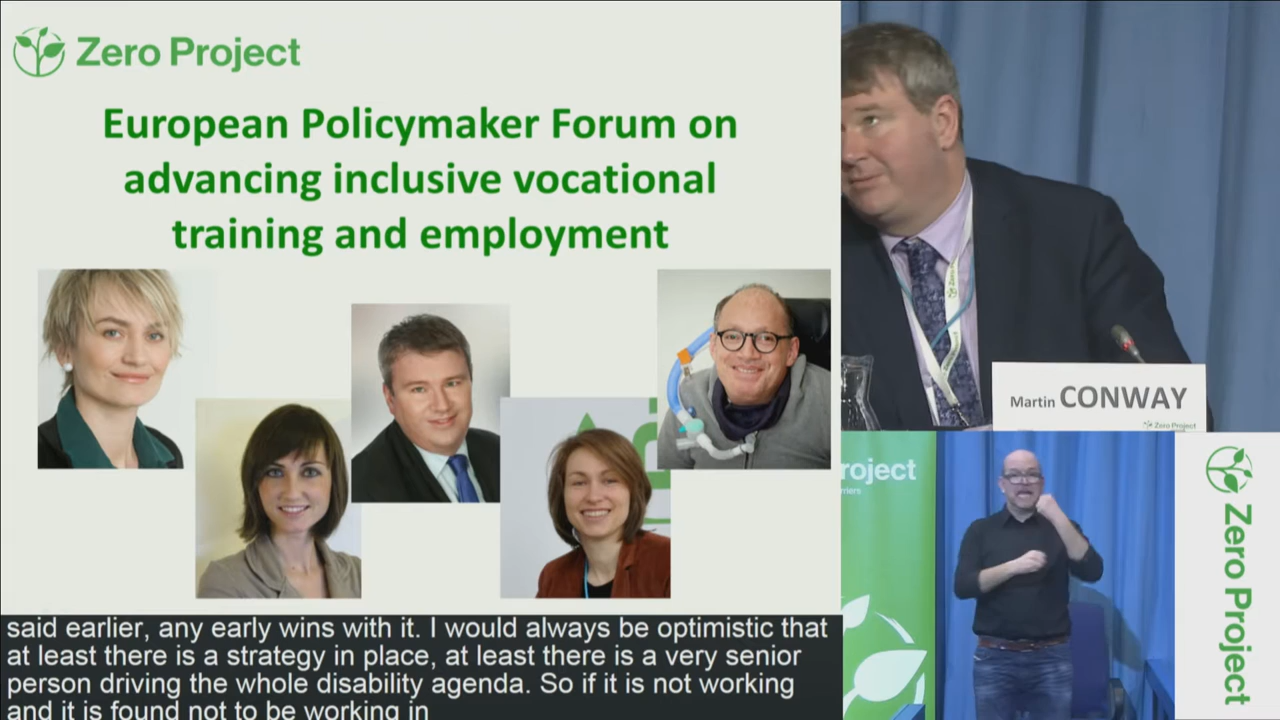 Zero Project
European Policymaker Forum on
advancing inclusive vocational
training and employment
Martin CONWAY
Zero Project
roject
rriers
Zero Project
said earlier, any early wins with it. I would always be optimistic that
at least there is a strategy in place, at least there is a very senior
person driving the whole disability agenda. So if it is not working
and it is found not to be working in